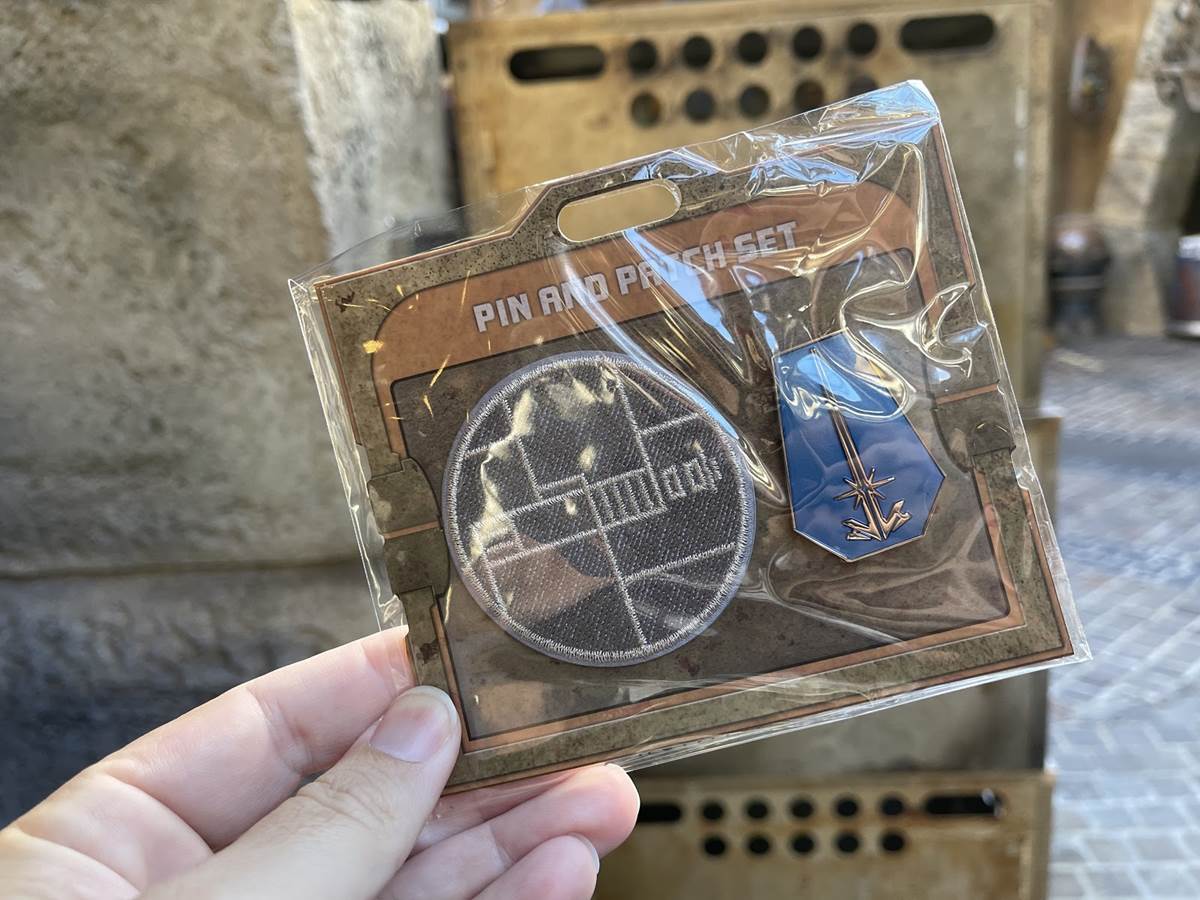 PIN AND PATCH SET